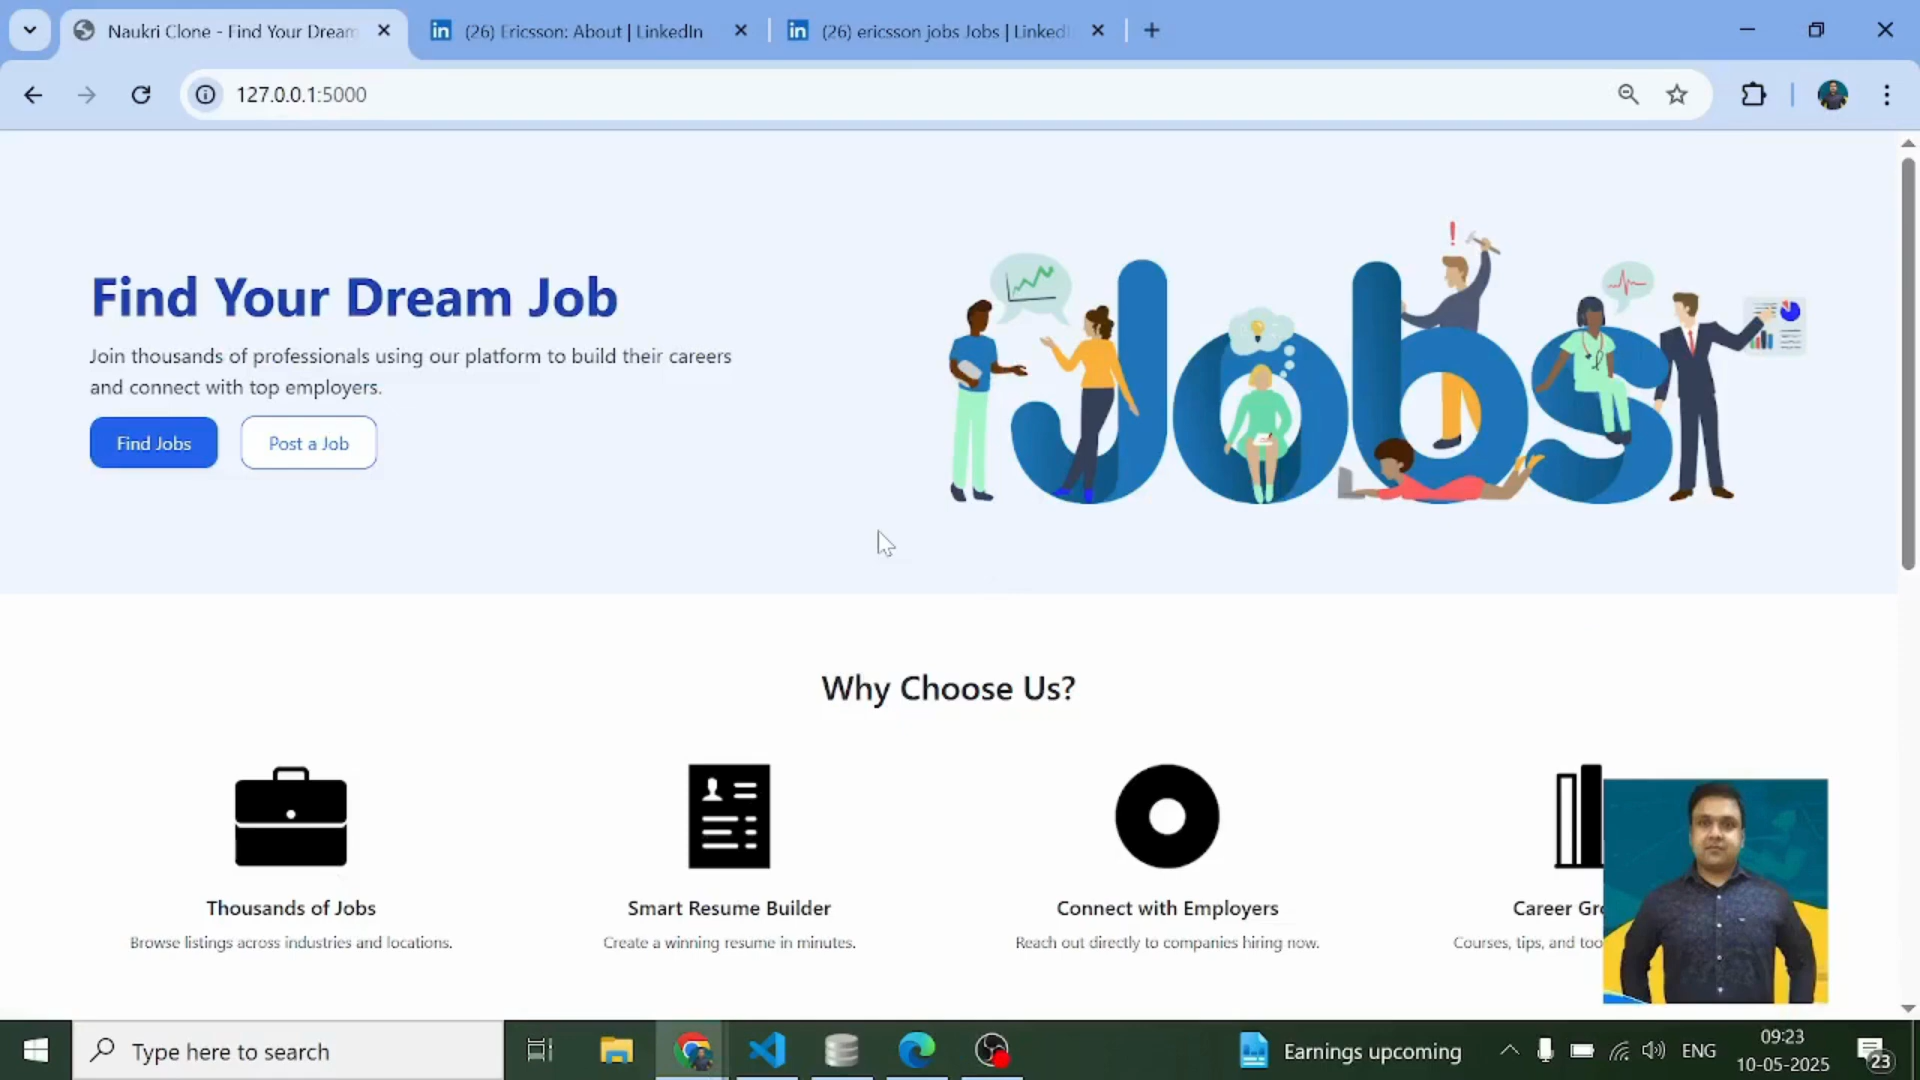 Naukri Clone - Find Your Dream
(26) Ericsson: About | LinkedIn
(26) ericsson jobs Jobs | Linked
127.0.0.1:5000
Find Your Dream Job
Join thousands of professionals using our platform to build their careers
and connect with top employers.
Find Jobs
Post a Job
Jobs
Why Choose Us?
Thousands of Jobs
Browse listings across industries and locations.
Smart Resume Builder
Create a winning resume in minutes.
Connect with Employers
Reach out directly to companies hiring now.
Career Gro
Courses, tips, and too
Type here to search
Earnings upcoming
ENG
09:23
10-05-2025
23